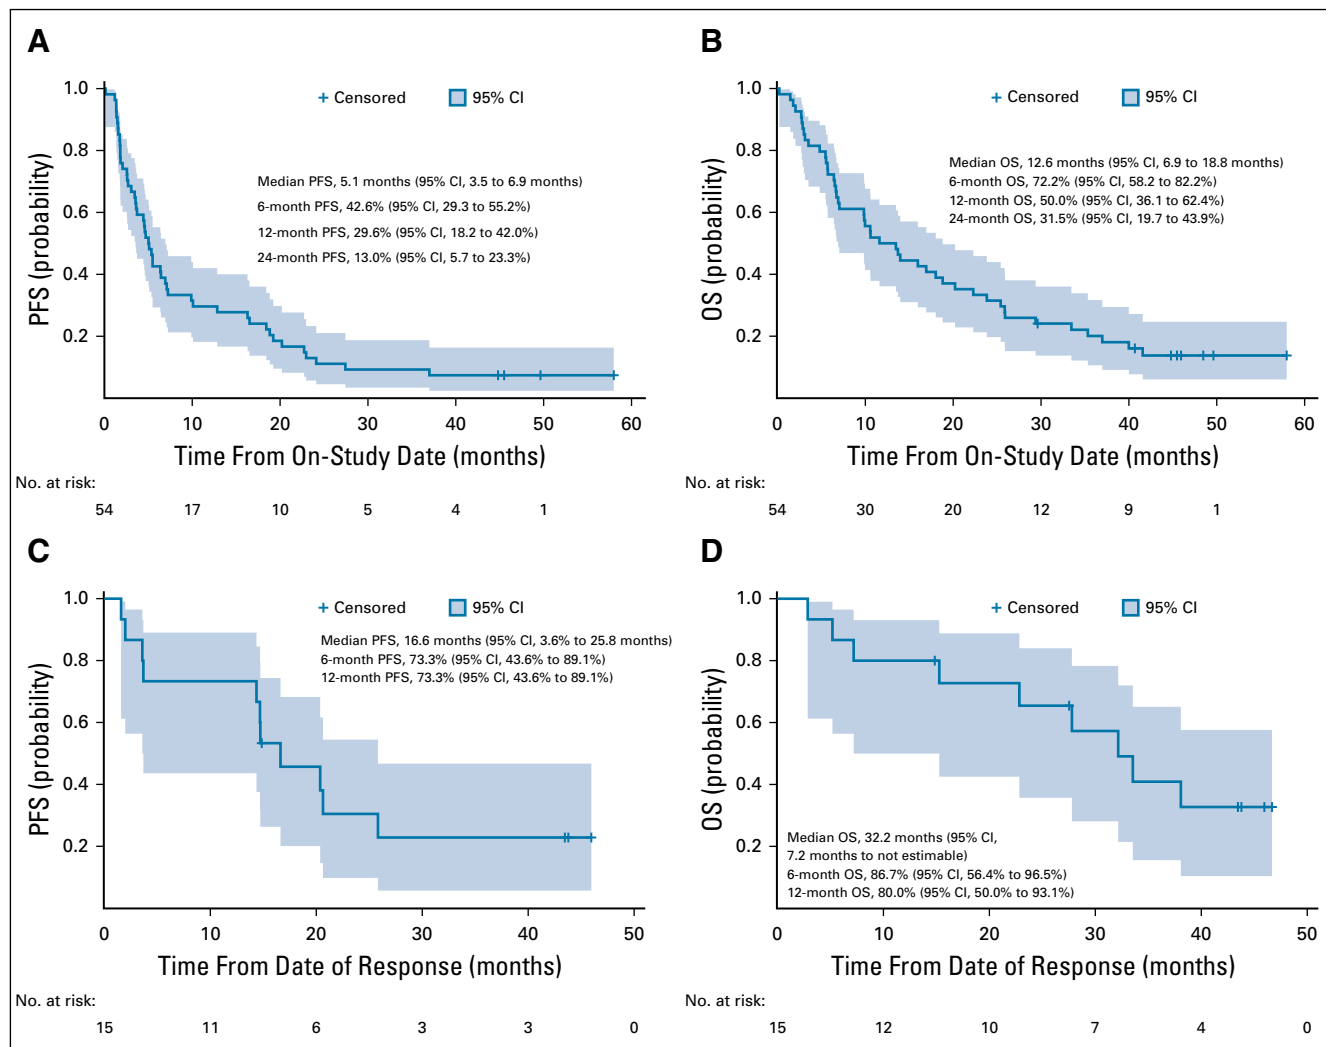 A
1.0
0.8
0.6
0.4
0.2
PFS (probability)
Censored
95% CI
Median PFS, 5.1 months (95% CI, 3.5 to 6.9 months)
6-month PFS, 42.6% (95% CI, 29.3 to 55.2%)
12-month PFS, 29.6% (95% CI, 18.2 to 42.0%)
24-month PFS, 13.0% (95% CI, 5.7 to 23.3%)
0 10 20 30 40 50 60
Time From On-Study Date (months)
No. at risk:
54 17 10 5 4 1
B
1.0
0.8
0.6
0.4
0.2
OS (probability)
Censored
95% CI
Median OS, 12.6 months (95% CI, 6.9 to 18.8 months)
6-month OS, 72.2% (95% CI, 58.2 to 82.2%)
12-month OS, 50.0% (95% CI, 36.1 to 62.4%)
24-month OS, 31.5% (95% CI, 19.7 to 43.9%)
0 10 20 30 40 50 60
Time From On-Study Date (months)
No. at risk:
54 30 20 12 9 1
C
1.0
0.8
0.6
0.4
0.2
PFS (probability)
Censored
95% CI
Median PFS, 16.6 months (95% CI, 3.6% to 25.8 months)
6-month PFS, 73.3% (95% CI, 43.6% to 89.1%)
12-month PFS, 73.3% (95% CI, 43.6% to 89.1%)
0 10 20 30 40 50
Time From Date of Response (months)
No. at risk:
15 11 6 3 3 0
D
1.0
0.8
0.6
0.4
0.2
OS (probability)
Censored
95% CI
Median OS, 32.2 months (95% CI,
7.2 months to not estimable)
6-month OS, 86.7% (95% CI, 56.4% to 96.5%)
12-month OS, 80.0% (95% CI, 50.0% to 93.1%)
0 10 20 30 40 50
Time From Date of Response (months)
No. at risk:
15 12 10 7 4 0